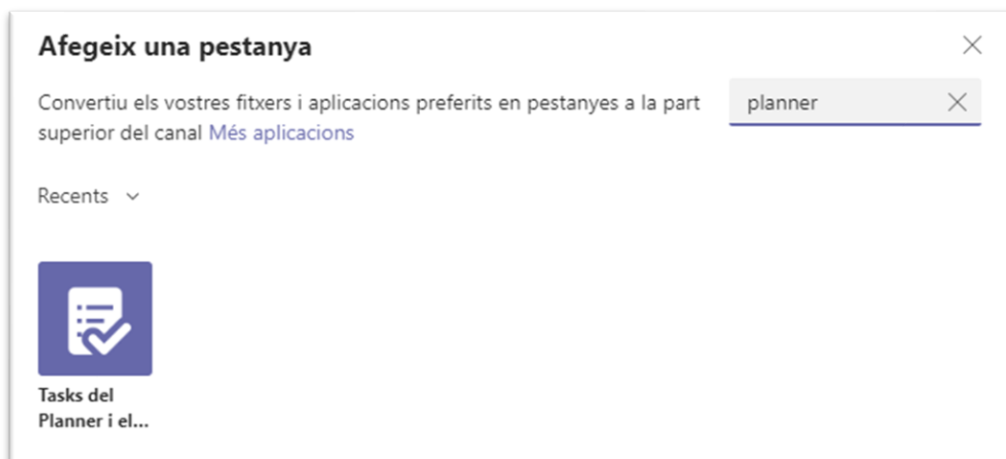 Afegeix una pestanya
Convertiu els vostres fitxers i aplicacions preferits en pestanyes a la part
superior del canal Més aplicacions
planner
Recents
Tasks del
Planner i el...